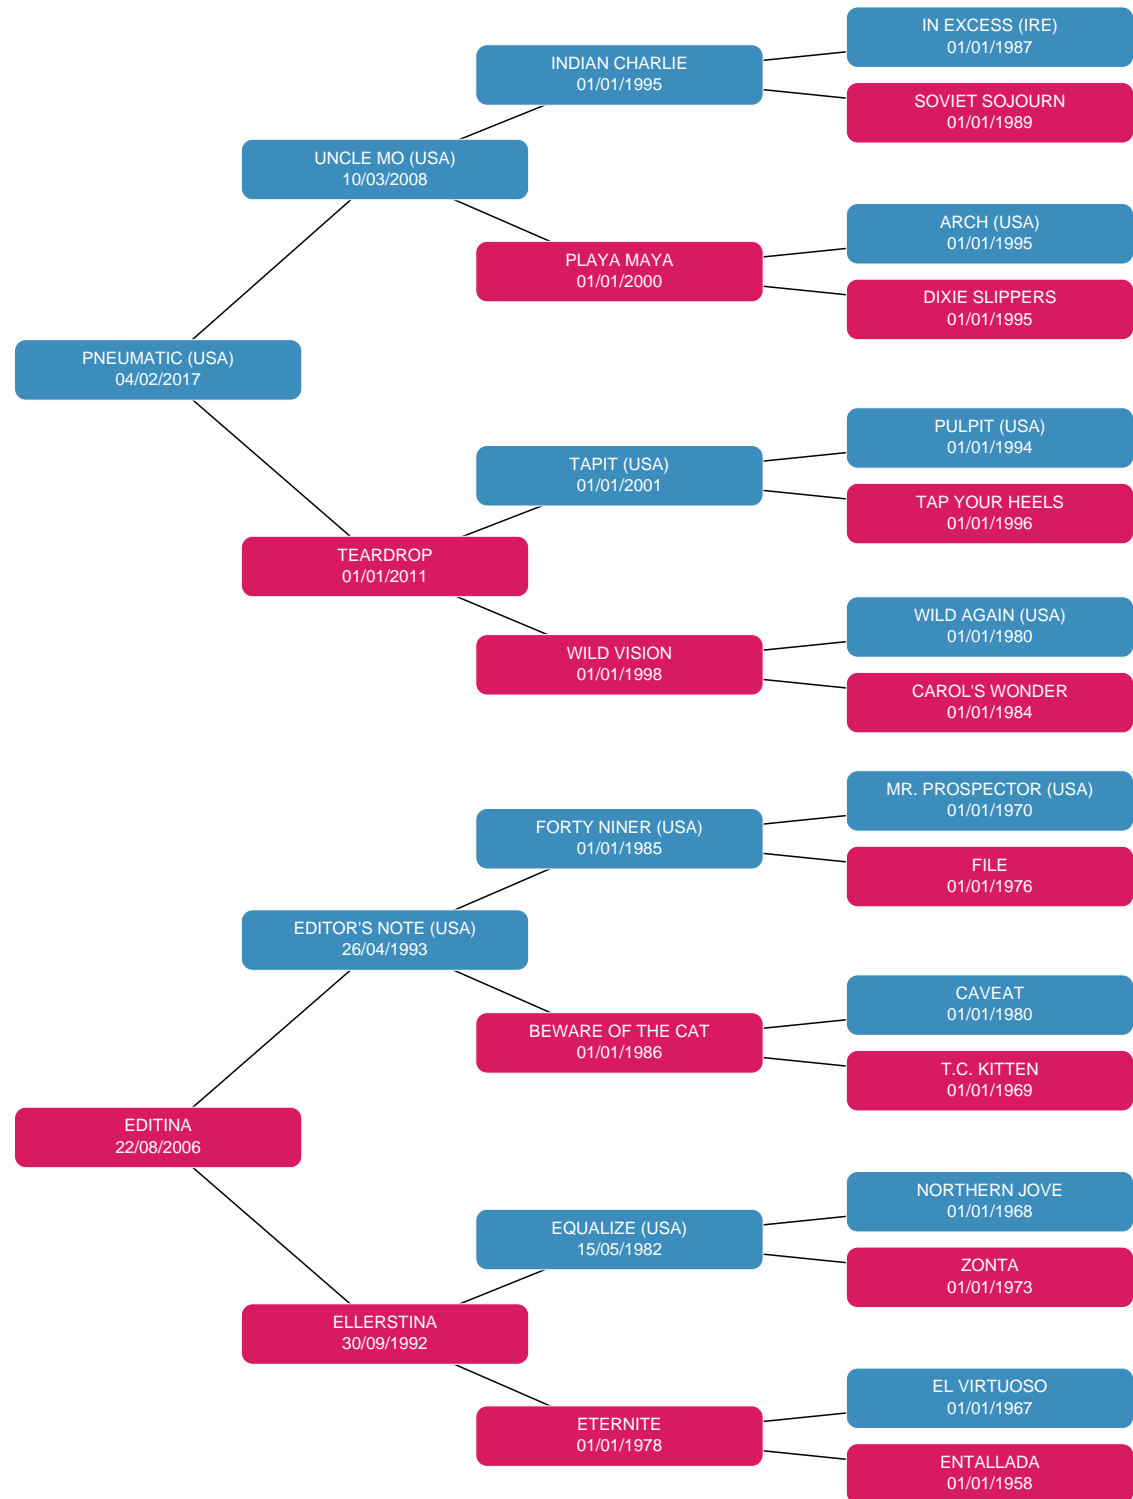 IN EXCESS (IRE)
01/01/1987
INDIAN CHARLIE
01/01/1995
SOVIET SOJOURN
01/01/1989
UNCLE MO (USA)
10/03/2008
ARCH (USA)
01/01/1995
PLAYA MAYA
01/01/2000
DIXIE SLIPPERS
01/01/1995
PNEUMATIC (USA)
04/02/2017
PULPIT (USA)
01/01/1994
TAPIT (USA)
01/01/2001
TAP YOUR HEELS
01/01/1996
TEARDROP
01/01/2011
WILD AGAIN (USA)
01/01/1980
WILD VISION
01/01/1998
CAROL'S WONDER
01/01/1984
MR. PROSPECTOR (USA)
01/01/1970
FORTY NINER (USA)
01/01/1985
FILE
01/01/1976
EDITOR'S NOTE (USA)
26/04/1993
CAVEAT
01/01/1980
BEWARE OF THE CAT
01/01/1986
T.C. KITTEN
01/01/1969
EDITINA
22/08/2006
NORTHERN JOVE
01/01/1968
EQUALIZE (USA)
15/05/1982
ZONTA
01/01/1973
ELLERSTINA
30/09/1992
EL VIRTUOSO
01/01/1967
ETERNITE
01/01/1978
ENTALLADA
01/01/1958